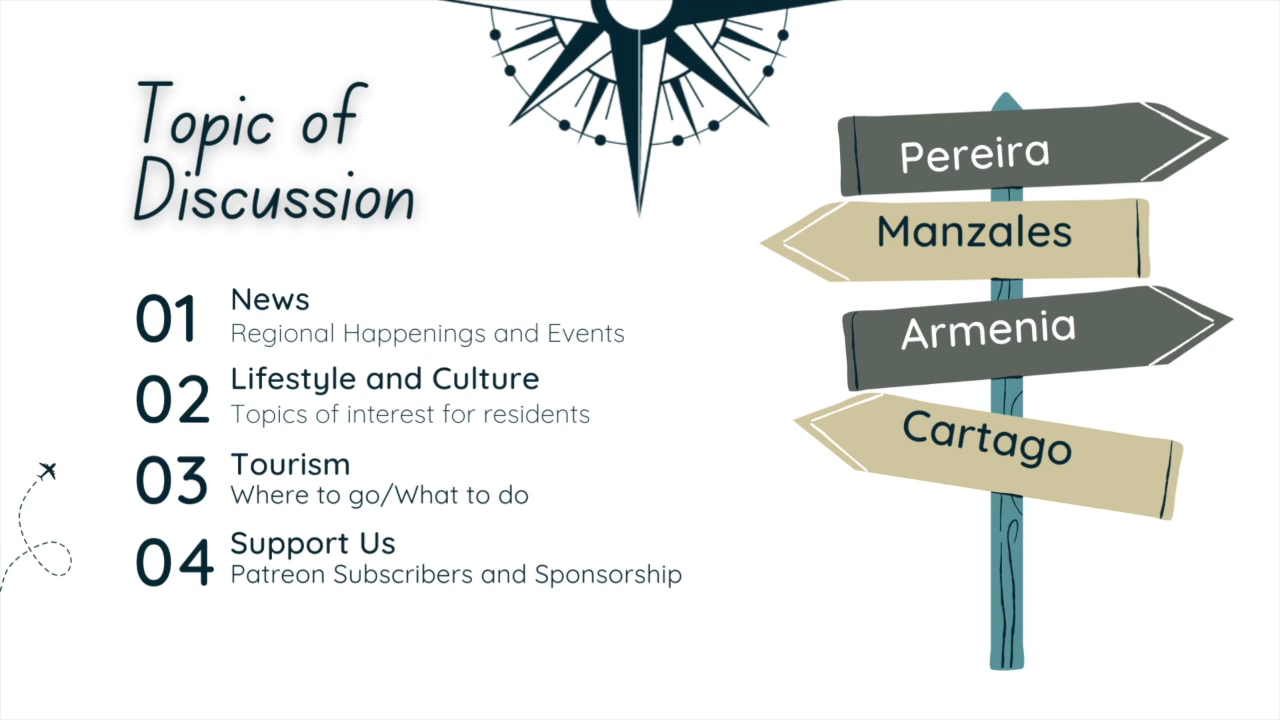 Topic of
Discussion
01
News
Regional Happenings and Events
02
Lifestyle and Culture
Topics of interest for residents
03
Tourism
Where to go/What to do
04
Support Us
Patreon Subscribers and Sponsorship
Pereira
Manzales
Armenia
Cartago